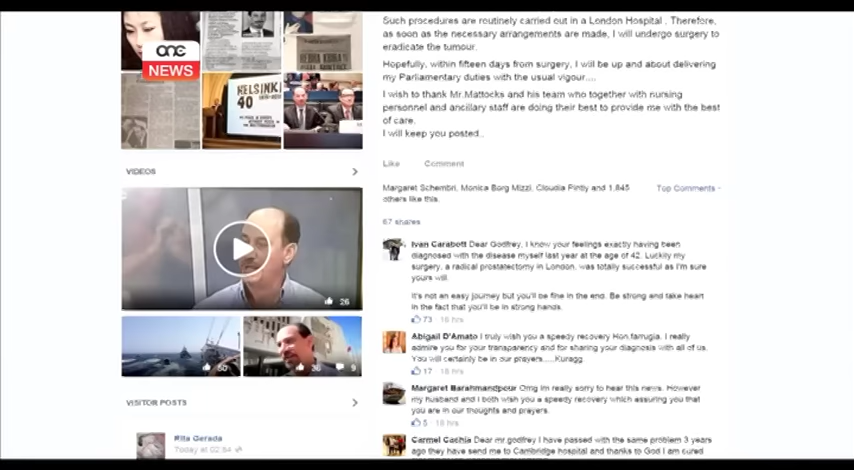 one
NEWS
HELSINKI
40
VIDEOS
26
50
36
9
VISITOR POSTS
Rita Gerada
Today at 02:54
Such procedures are routinely carried out in a London Hospital . Therefore,
as soon as the necessary arrangements are made, I will undergo surgery to
eradicate the tumour.
Hopefully, within fifteen days from surgery, I will be up and about delivering
my Parliamentary duties with the usual vigour....
I wish to thank Mr.Mattocks and his team who together with nursing
personnel and ancillary staff are doing their best to provide me with the best
of care.
I will keep you posted..
Like Comment
Margaret Schembri, Monica Borg Mizzi, Claudia Pintiy and 1,845
others like this.
Top Comments
67 shares
Ivan Carabott Dear Godfrey, I know your feelings exactly having been
diagnosed with the disease myself last year at the age of 42. Luckily my
surgery, a radical prostatectomy in London, was totally successful as I'm sure
yours will.
It's not an easy journey but you'll be fine in the end. Be strong and take heart
in the fact that you'll be in strong hands.
73 · 18 hrs
Abigail D'Amato I truly wish you a speedy recovery Hon.farrugia. I really
admire you for your transparency and for sharing your diagnosis with all of us.
You will certainly be in our prayers.....Kuragg
17 · 18 hrs
Margaret Barahmandpour Omg im really sorry to hear this news. However
my husband and I both wish you a speedy recovery which assuring you that
you are in our thoughts and prayers.
5 · 18 hrs
Carmel Cachia Dear mr godfrey I have passed with the same problem 3 years
ago they have send me to Cambridge hospital and thanks to God I am cured